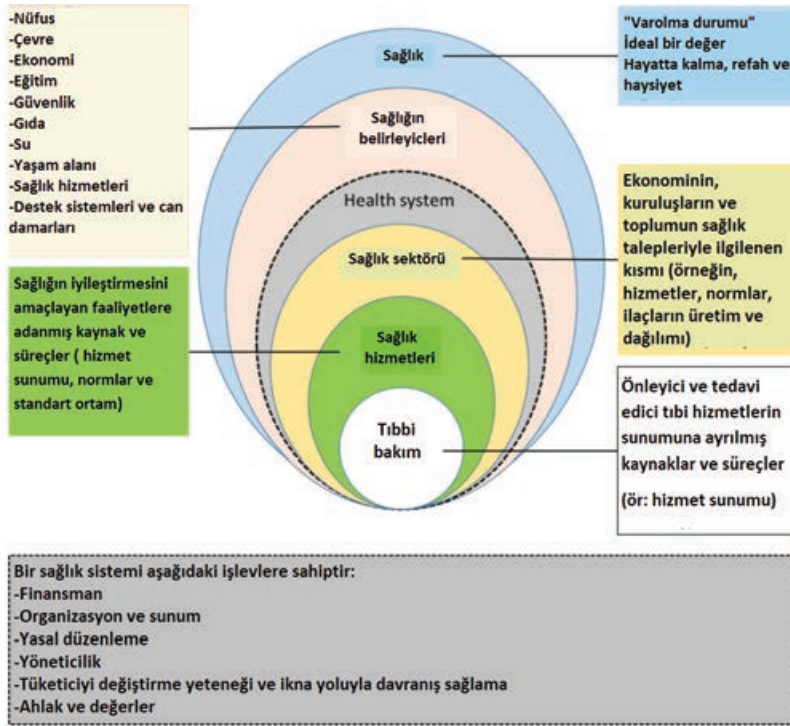 -Nüfus
-Çevre
-Ekonomi
-Eğitim
-Güvenlik
-Gıda
-Su
-Yaşam alanı
-Sağlık hizmetleri
-Destek sistemleri ve can
damarları
Sağlığın iyileştirmesini
amaçlayan faaliyetlere
adanmış kaynak ve
süreçler ( hizmet
sunumu, normlar ve
standart ortam)
Sağlık
Sağlığın
belirleyicleri
Health system
Sağlık sektörü
Sağlık
hizmetleri
Tıbbi
bakım
"Varolma durumu"
İdeal bir değer
Hayatta kalma, refah ve
haysiyet
Ekonominin,
kuruluşların ve
toplumun sağlık
talepleriyle ilgilenen
kısmı (örneğin,
hizmetler, normlar,
ilaçların üretim ve
dağılımı)
Önleyici ve tedavi
edici tıbi hizmetlerin
sunumuna ayrılmış
kaynaklar ve süreçler
(ör: hizmet sunumu)
Bir sağlık sistemi aşağıdaki işlevlere sahiptir:
-Finansman
-Organizasyon ve sunum
-Yasal düzenleme
-Yöneticilik
-Tüketiciyi değiştirme yeteneği ve ikna yoluyla davranış sağlama
-Ahlak ve değerler